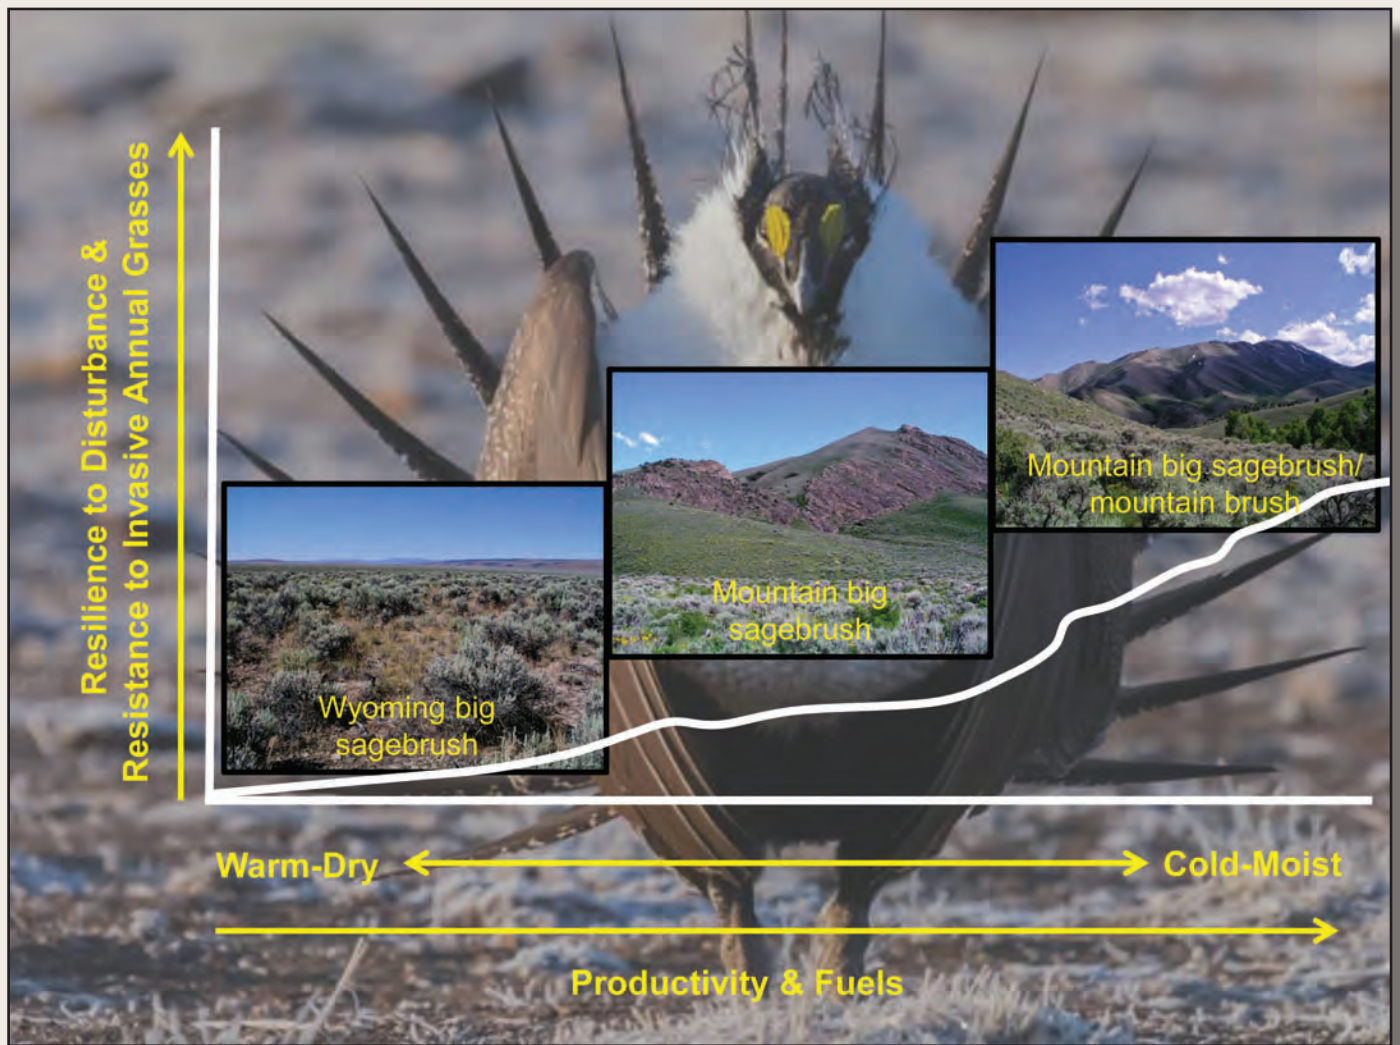 Resilience to Disturbance &
Resistance to Invasive Annual Grasses
Mountain big sagebrush/
mountain brush
Mountain big
sagebrush
Wyoming big
sagebrush
Warm-Dry
Cold-Moist
Productivity & Fuels